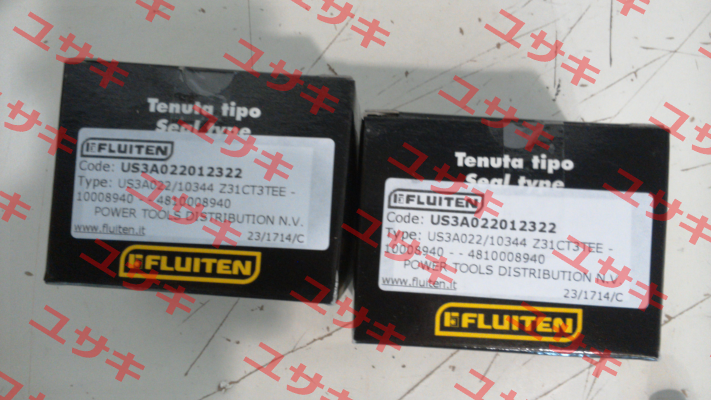 Tenuta tipo
Seal type
FLUITEN
Code: US3A022012322
Type: US3A022/10344 Z31CT3TEE -
10008940 - - 4810008940
POWER TOOLS DISTRIBUTION N.V.
www.fluiten.it
23/1714/C
FLUITEN
Tenuta tipo
Seal type
FLUITEN
Code: US3A022012322
Type: US3A022/10344 Z31CT3TEE -
10008940 - - 4810008940
POWER TOOLS DISTRIBUTION N.V.
www.fluiten.it
23/1714/C
FLUITEN
ユサキ